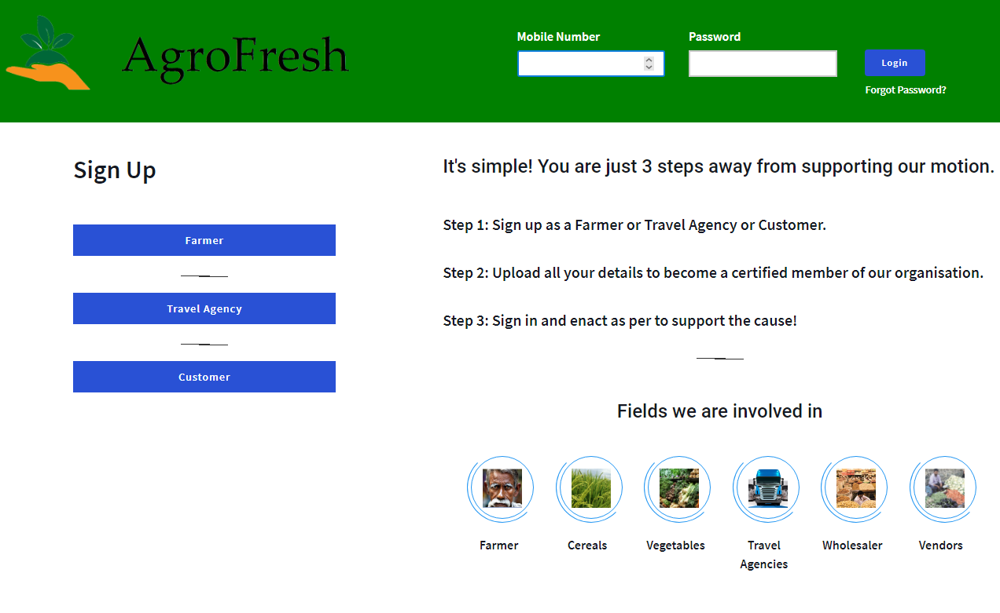 AgroFresh
Mobile Number
Password
Login
Forgot Password?
Sign Up
Farmer
Travel Agency
Customer
It's simple! You are just 3 steps away from supporting our motion.
Step 1: Sign up as a Farmer or Travel Agency or Customer.
Step 2: Upload all your details to become a certified member of our organisation.
Step 3: Sign in and enact as per to support the cause!
Fields we are involved in
Farmer
Cereals
Vegetables
Travel
Agencies
Wholesaler
Vendors